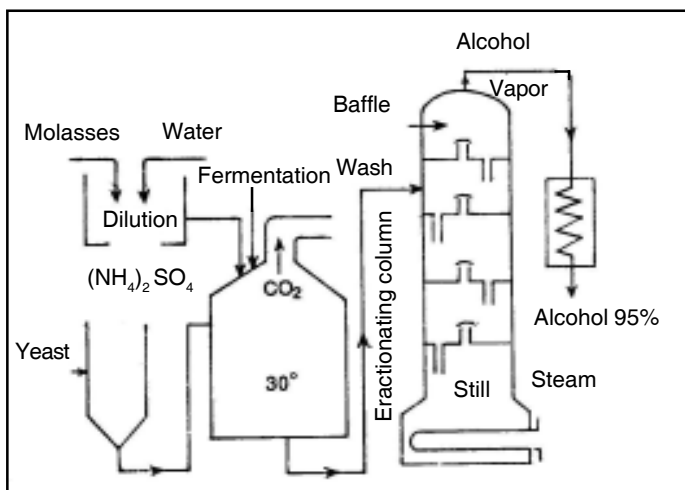 Alcohol
Vapor
Baffle
Molasses
Water
Fermentation
Wash
Dilution
(NH₄)₂ SO₄
CO₂
Eractionating column
Alcohol 95%
Yeast
30°
Still
Steam